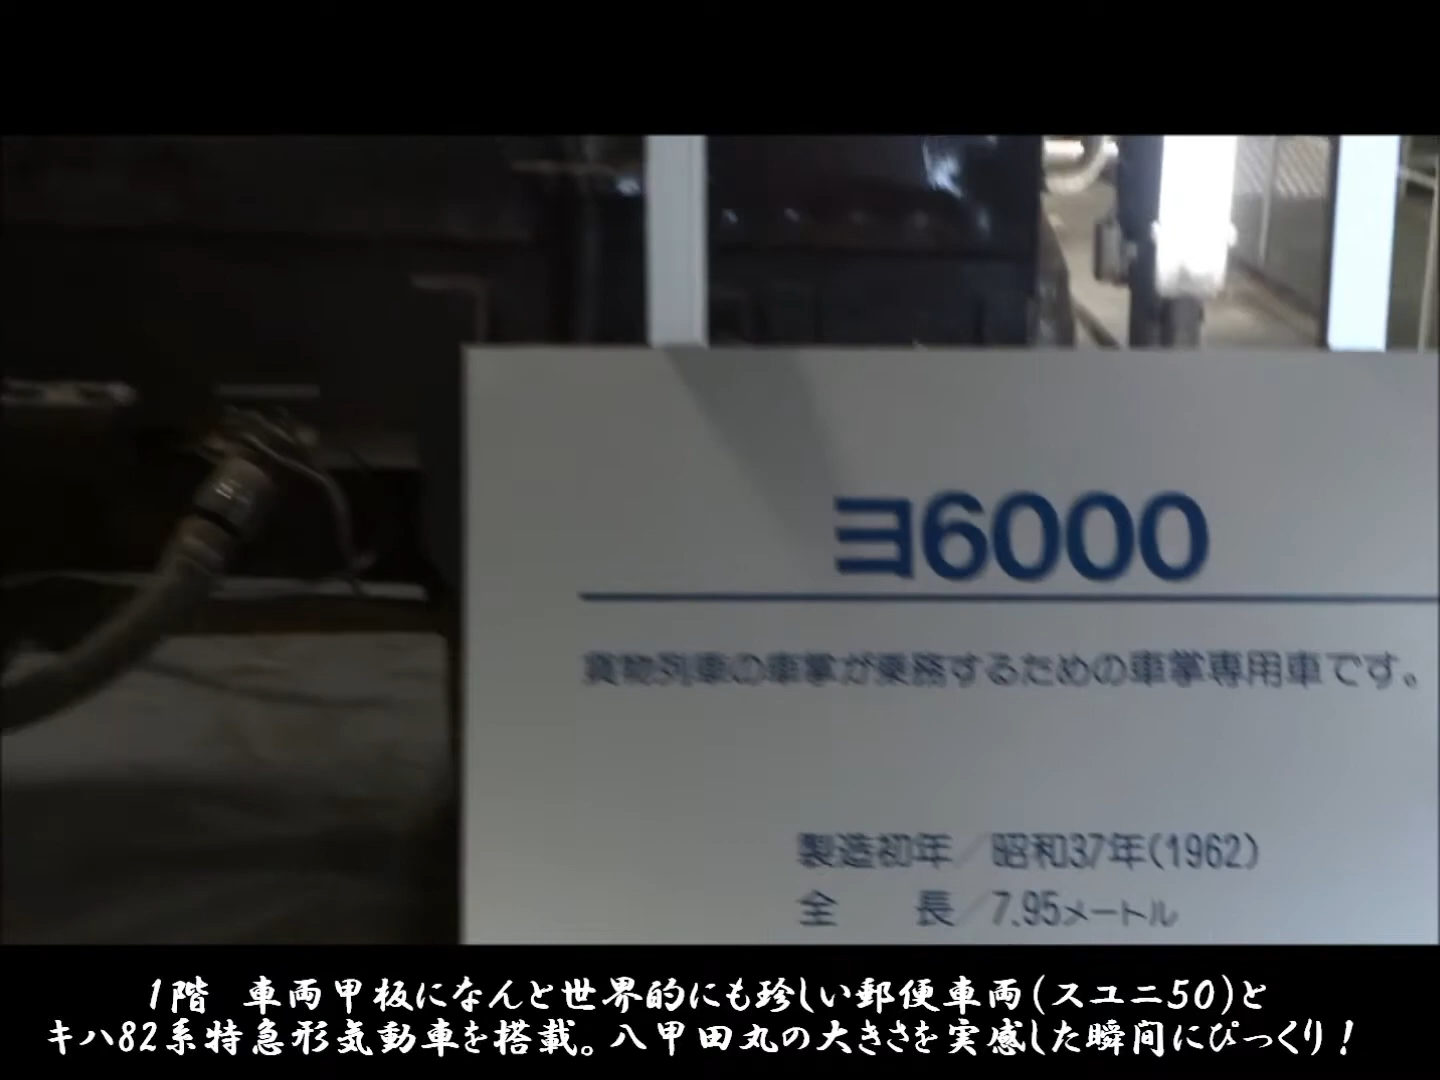 ヨ6000
貨物列車の車掌が乗務するための車掌専用車です。
製造初年／昭和37年(1962)
全　　長／7.95メートル
1階　車両甲板になんと世界的にも珍しい郵便車両(スユニ50)と
キハ82系特急形気動車を搭載。八甲田丸の大きさを実感した瞬間にびっくり！